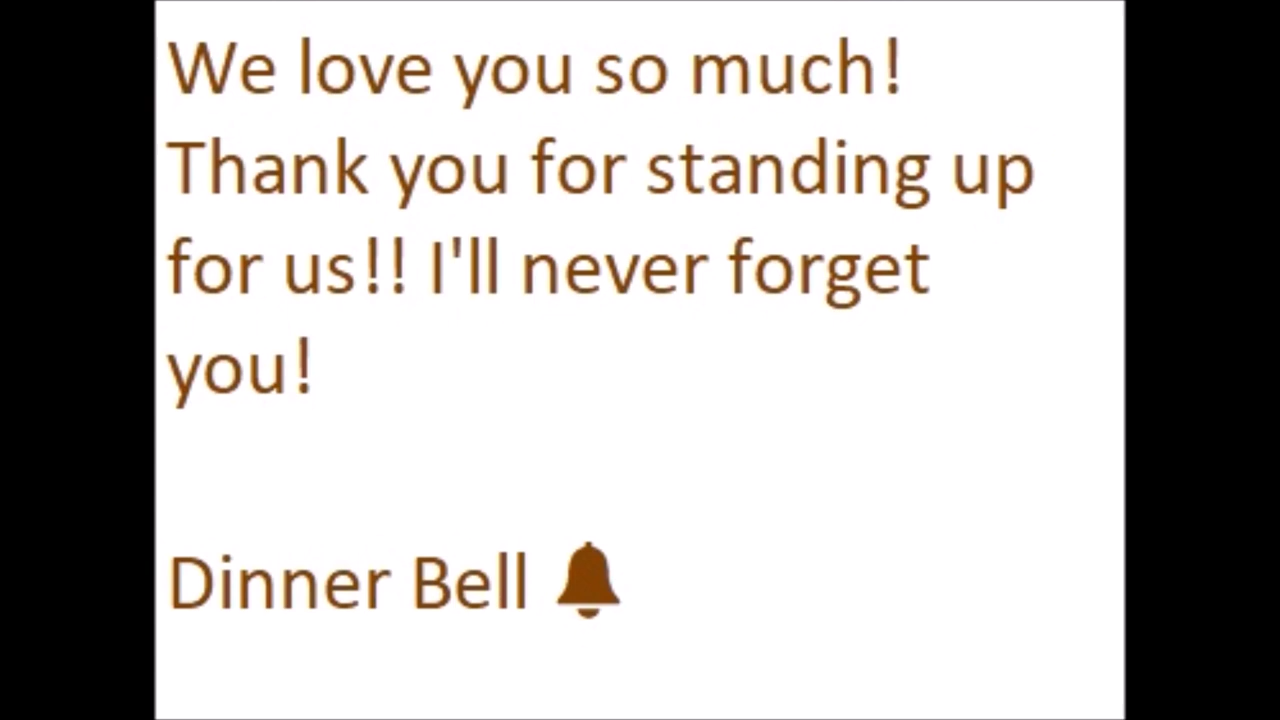 We love you so much!
Thank you for standing up
for us!! I'll never forget
you!
Dinner Bell 🔔